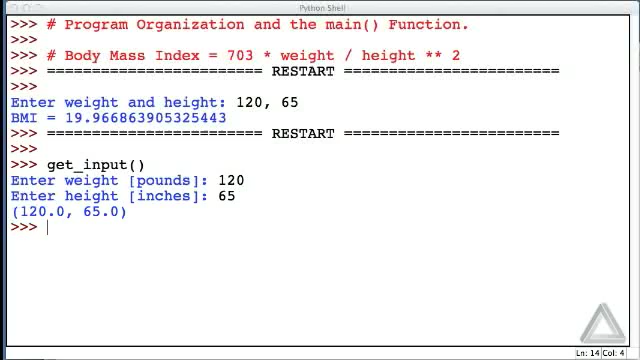 Python Shell
>>> # Program Organization and the main() Function.
>>>
>>> # Body Mass Index = 703 * weight / height ** 2
>>> ======================== RESTART ========================
>>>
Enter weight and height: 120, 65
BMI = 19.966863905325443
>>> ======================== RESTART ========================
>>>
>>> get_input()
Enter weight [pounds]: 120
Enter height [inches]: 65
(120.0, 65.0)
>>>
Ln: 14 Col: 4